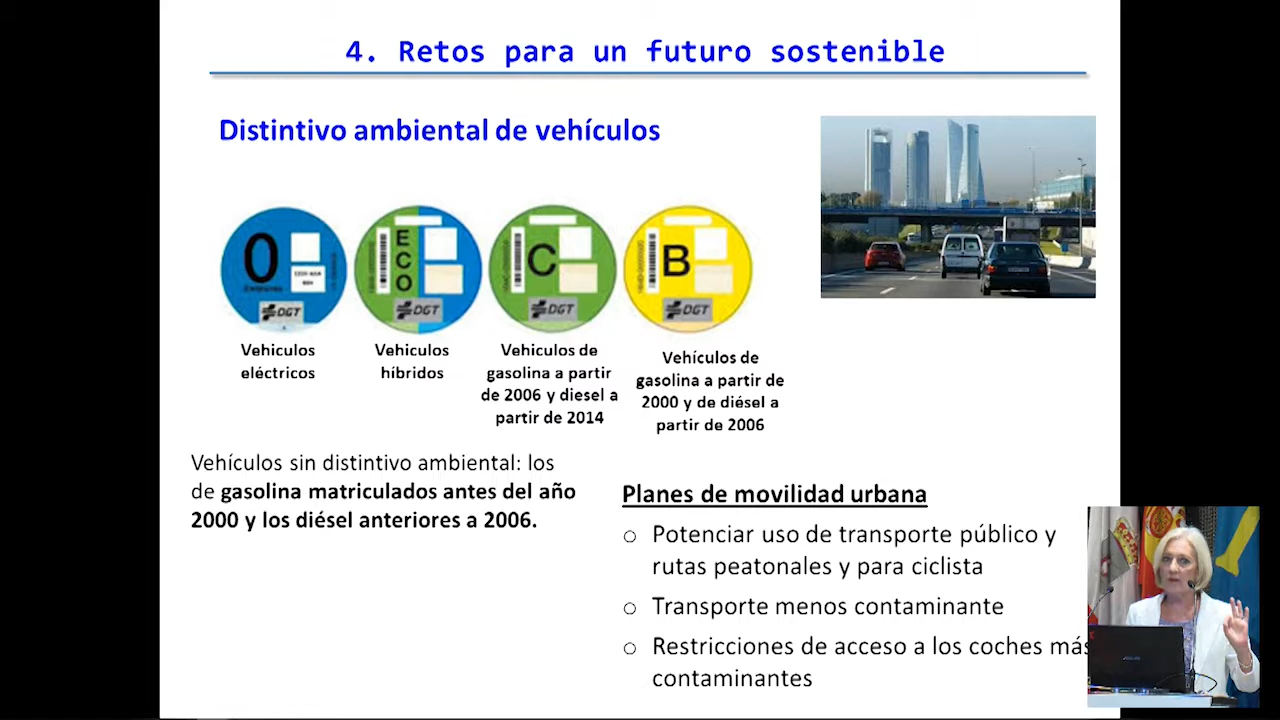 4. Retos para un futuro sostenible
Distintivo ambiental de vehículos
0
DGT
ECO
DGT
C
DGT
B
DGT
Vehiculos
eléctricos
Vehiculos
híbridos
Vehiculos de
gasolina a partir
de 2006 y diesel a
partir de 2014
Vehículos de
gasolina a partir de
2000 y de diésel a
partir de 2006
Vehículos sin distintivo ambiental: los
de gasolina matriculados antes del año
2000 y los diésel anteriores a 2006.
Planes de movilidad urbana
Potenciar uso de transporte público y
rutas peatonales y para ciclista
Transporte menos contaminante
Restricciones de acceso a los coches más
contaminantes